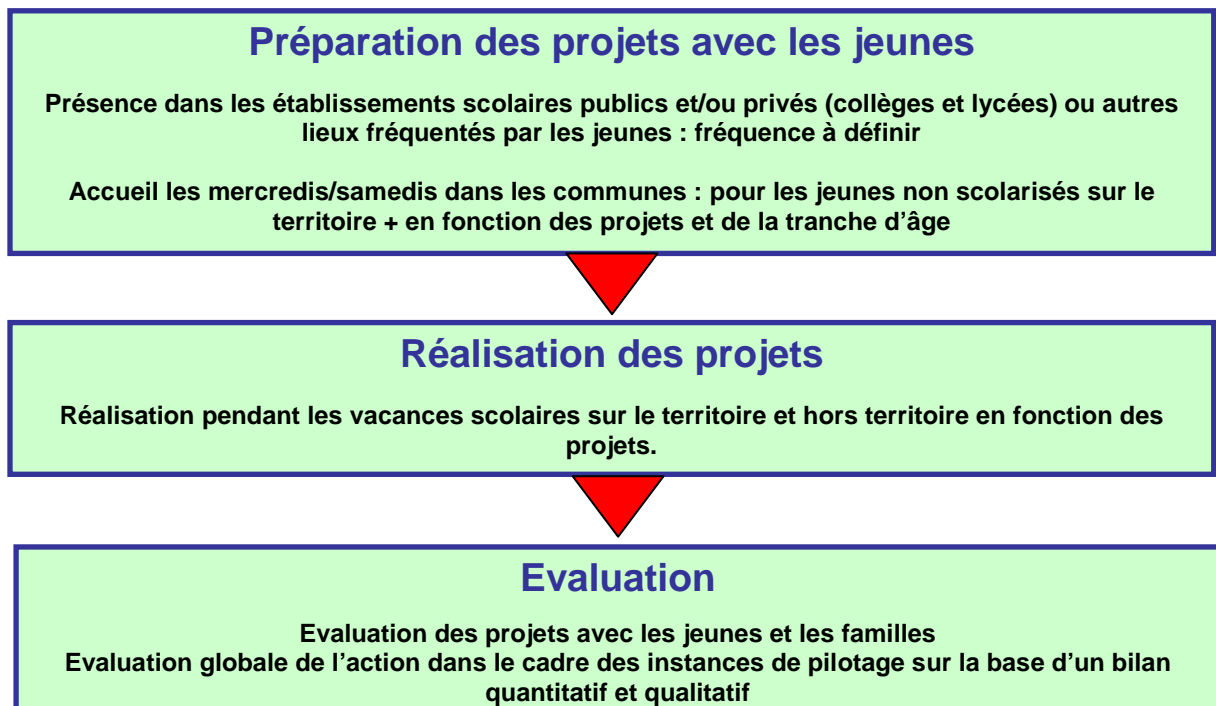 Préparation des projets avec les jeunes
Présence dans les établissements scolaires publics et/ou privés (collèges et lycées) ou autres
lieux fréquentés par les jeunes : fréquence à définir
Accueil les mercredis/samedis dans les communes : pour les jeunes non scolarisés sur le
territoire + en fonction des projets et de la tranche d'âge
Réalisation des projets
Réalisation pendant les vacances scolaires sur le territoire et hors territoire en fonction des
projets.
Evaluation
Evaluation des projets avec les jeunes et les familles
Evaluation globale de l'action dans le cadre des instances de pilotage sur la base d'un bilan
quantitatif et qualitatif